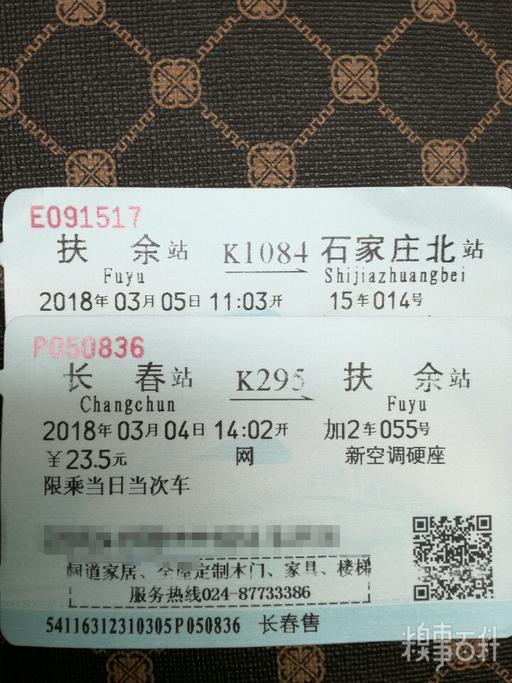 E091517
扶 余站 K1084 石家庄北站
Fuyu Shijiazhuangbei
2018年03月05日 11:03开 15车014号
P050836
长 春站 K295 扶 余站
Changchun Fuyu
2018年03月04日 14:02开 加2车055号
￥23.5元 网 新空调硬座
限乘当日当次车
道家居、全屋定制木门、家具、楼梯
服务热线024-87733386
54116312310305P050836 长春售
糗事百科